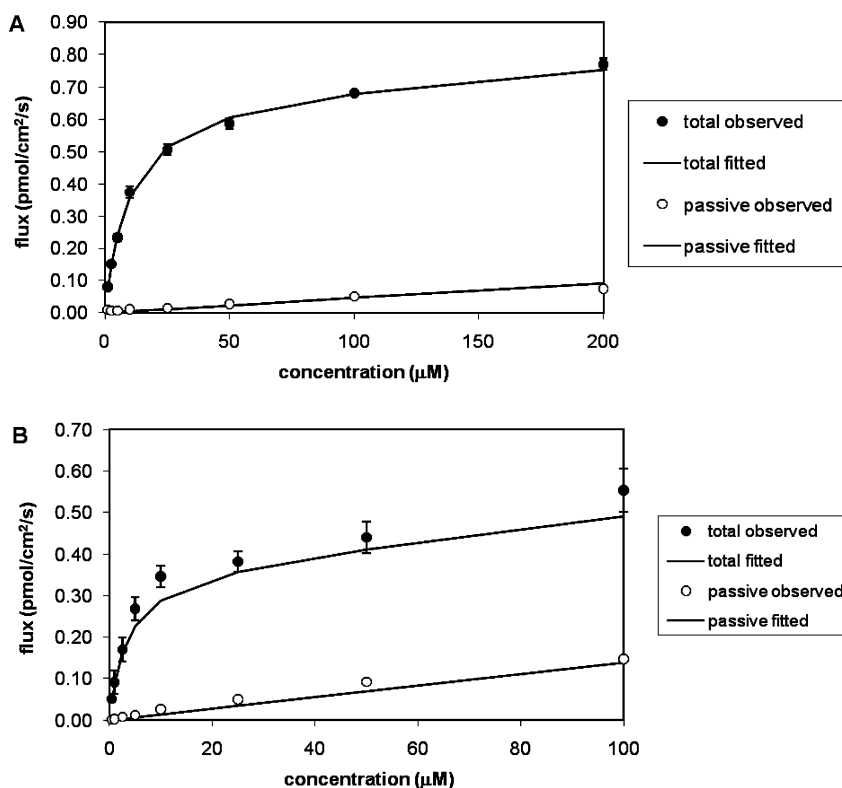 A
0.90
0.80
0.70
0.60
0.50
0.40
0.30
0.20
0.10
0.00
flux (pmol/cm²/s)
0
50
100
150
200
concentration (μM)
total observed
total fitted
passive observed
passive fitted
B
0.70
0.60
0.50
0.40
0.30
0.20
0.10
0.00
flux (pmol/cm²/s)
0
20
40
60
80
100
concentration (μM)
total observed
total fitted
passive observed
passive fitted